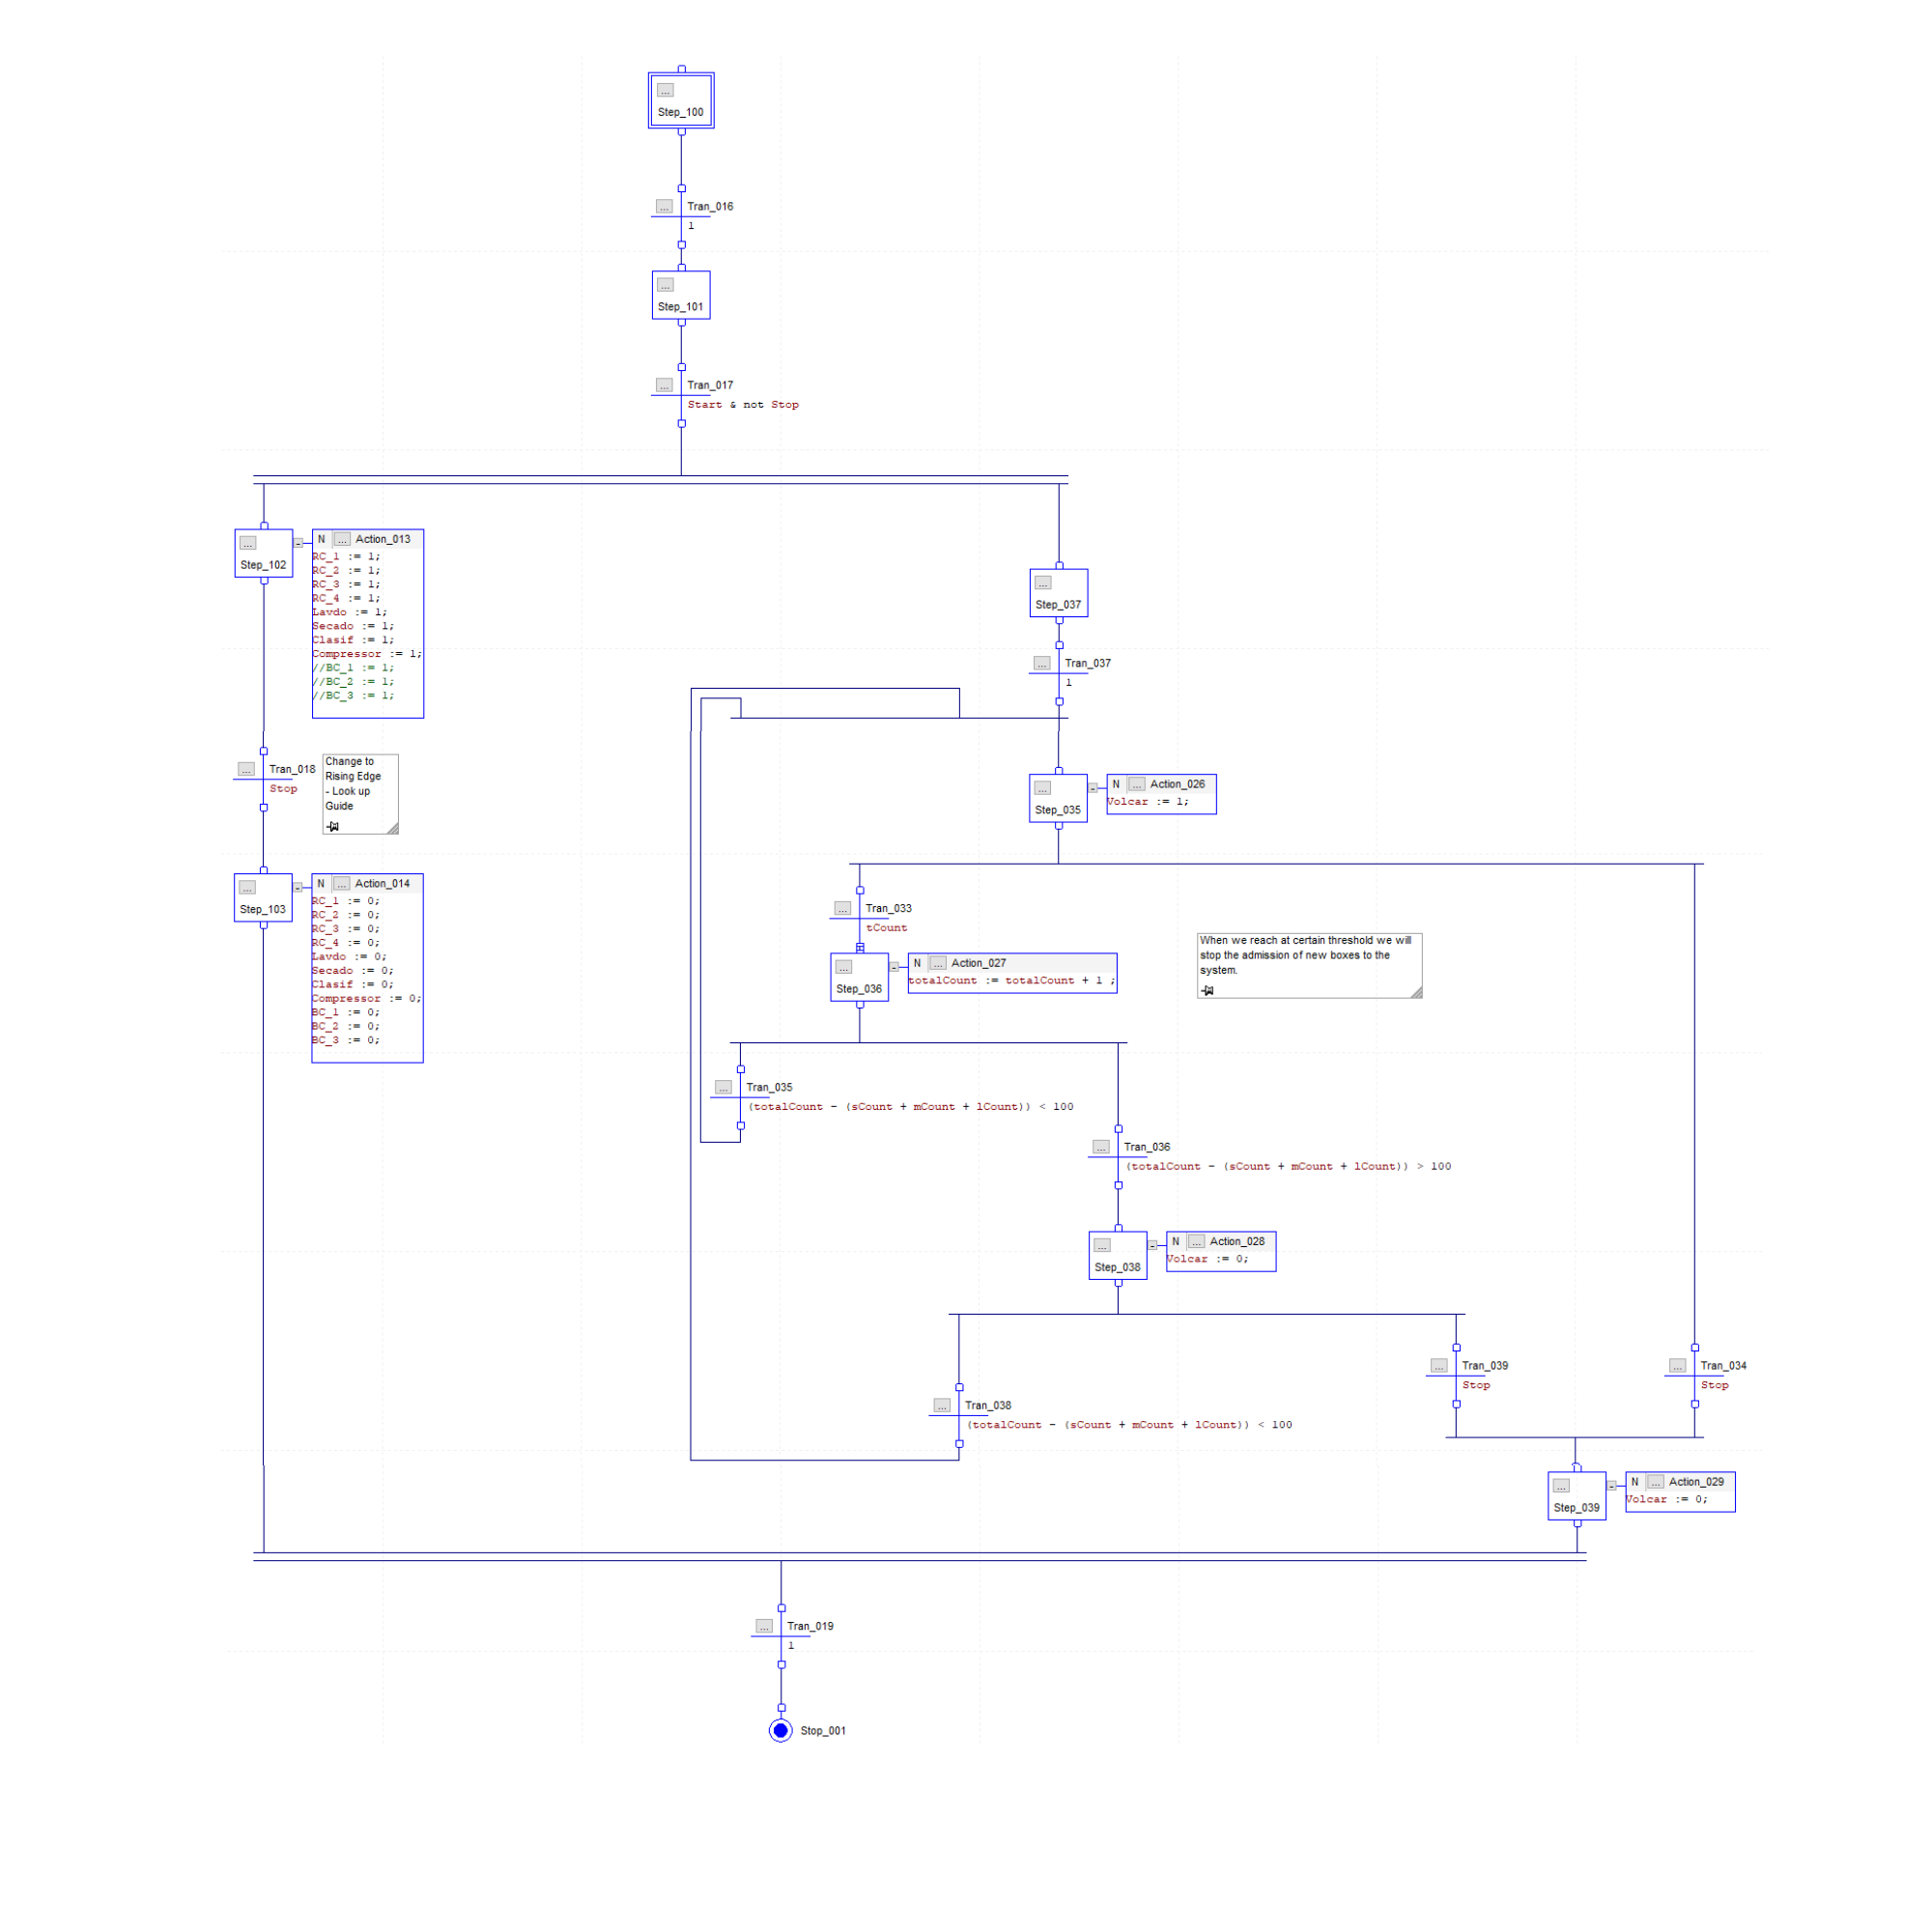 ...
Step_100
... Tran_016
1
...
Step_101
... Tran_017
Start & not Stop
...
Step_102
N ... Action_013
RC_1 := 1;
RC_2 := 1;
RC_3 := 1;
RC_4 := 1;
Lavdo := 1;
Secado := 1;
Clasif := 1;
Compressor := 1;
//BC_1 := 1;
//BC_2 := 1;
//BC_3 := 1;
...
Step_037
... Tran_037
1
... Tran_018
Stop
Change to
Rising Edge
- Look up
Guide
...
Step_035
N ... Action_026
Volcar := 1;
...
Step_103
N ... Action_014
RC_1 := 0;
RC_2 := 0;
RC_3 := 0;
RC_4 := 0;
Lavdo := 0;
Secado := 0;
Clasif := 0;
Compressor := 0;
BC_1 := 0;
BC_2 := 0;
BC_3 := 0;
... Tran_033
tCount
...
Step_036
N ... Action_027
totalCount := totalCount + 1 ;
When we reach at certain threshold we will
stop the admission of new boxes to the
system.
... Tran_035
(totalCount - (sCount + mCount + lCount)) < 100
... Tran_036
(totalCount - (sCount + mCount + lCount)) > 100
...
Step_038
N ... Action_028
Volcar := 0;
... Tran_039
Stop
... Tran_034
Stop
... Tran_038
(totalCount - (sCount + mCount + lCount)) < 100
...
Step_039
N ... Action_029
Volcar := 0;
... Tran_019
1
Stop_001